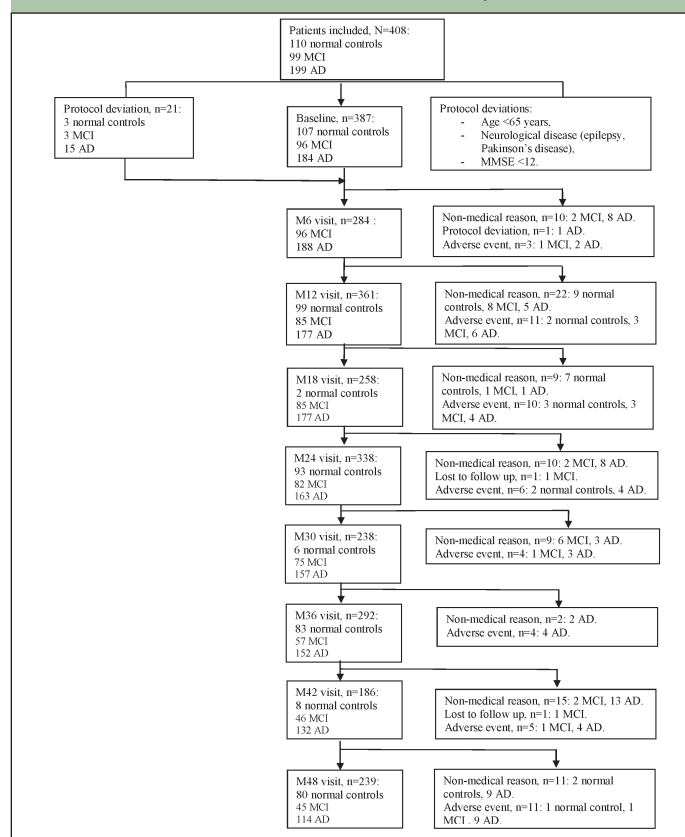 Patients included, N=408:
110 normal controls
99 MCI
199 AD
Protocol deviation, n=21:
3 normal controls
3 MCI
15 AD
Baseline, n=387:
107 normal controls
96 MCI
184 AD
Protocol deviations:
- Age <65 years,
- Neurological disease (epilepsy,
Pakinson's disease),
- MMSE <12.
M6 visit, n=284 :
96 MCI
188 AD
Non-medical reason, n=10: 2 MCI, 8 AD.
Protocol deviation, n=1: 1 AD.
Adverse event, n=3: 1 MCI, 2 AD.
M12 visit, n=361:
99 normal controls
85 MCI
177 AD
Non-medical reason, n=22: 9 normal
controls, 8 MCI, 5 AD.
Adverse event, n=11: 2 normal controls, 3
MCI, 6 AD.
M18 visit, n=258:
2 normal controls
85 MCI
177 AD
Non-medical reason, n=9: 7 normal
controls, 1 MCI, 1 AD.
Adverse event, n=10: 3 normal controls, 3
MCI, 4 AD.
M24 visit, n=338:
93 normal controls
82 MCI
163 AD
Non-medical reason, n=10: 2 MCI, 8 AD.
Lost to follow up, n=1: 1 MCI.
Adverse event, n=6: 2 normal controls, 4 AD.
M30 visit, n=238:
6 normal controls
75 MCI
157 AD
Non-medical reason, n=9: 6 MCI, 3 AD.
Adverse event, n=4: 1 MCI, 3 AD.
M36 visit, n=292:
83 normal controls
57 MCI
152 AD
Non-medical reason, n=2: 2 AD.
Adverse event, n=4: 4 AD.
M42 visit, n=186:
8 normal controls
46 MCI
132 AD
Non-medical reason, n=15: 2 MCI, 13 AD.
Lost to follow up, n=1: 1 MCI.
Adverse event, n=5: 1 MCI, 4 AD.
M48 visit, n=239:
80 normal controls
45 MCI
114 AD
Non-medical reason, n=11: 2 normal
controls, 9 AD.
Adverse event, n=11: 1 normal control, 1
MCI , 9 AD.